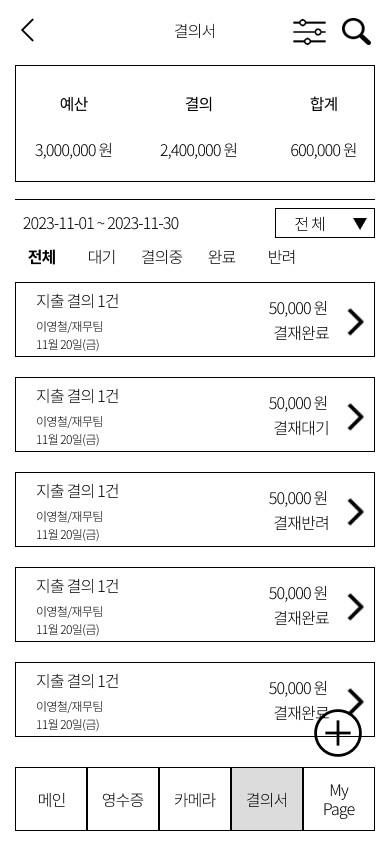 결의서
예산 결의 합계
3,000,000 원 2,400,000 원 600,000 원
2023-11-01 ~ 2023-11-30 전 체
전체 대기 결의중 완료 반려
지출 결의 1건
50,000 원
이영철/재무팀
결재완료
11월 20일(금)
지출 결의 1건
50,000 원
이영철/재무팀
결재대기
11월 20일(금)
지출 결의 1건
50,000 원
이영철/재무팀
결재반려
11월 20일(금)
지출 결의 1건
50,000 원
이영철/재무팀
결재완료
11월 20일(금)
지출 결의 1건
50,000 원
이영철/재무팀
결재완료
11월 20일(금)
메인 영수증 카메라 결의서 My
Page